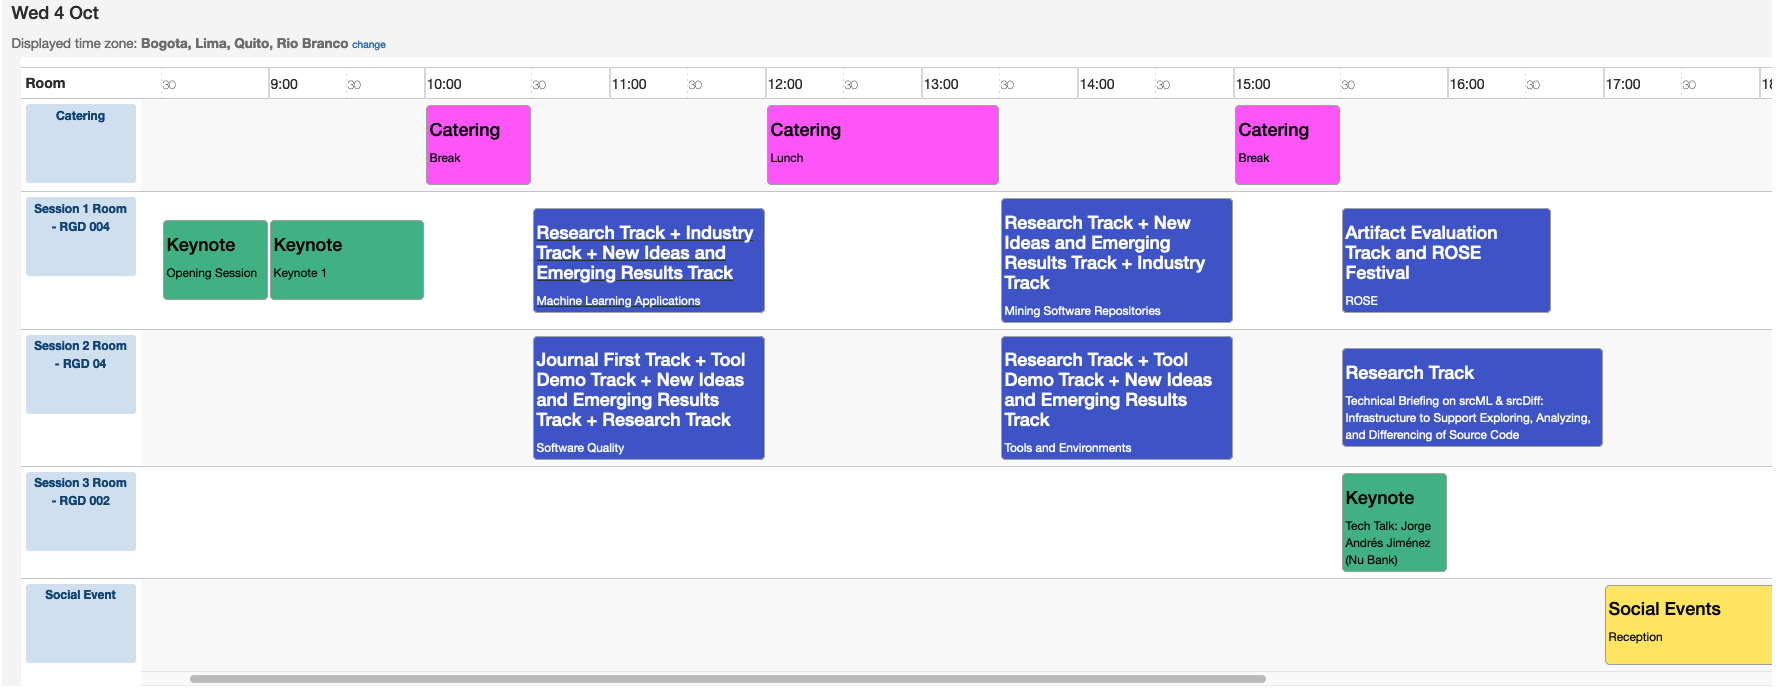 Wed 4 Oct
Displayed time zone: Bogota, Lima, Quito, Rio Branco change
Room 30 9:00 30 10:00 30 11:00 30 12:00 30 13:00 30 14:00 30 15:00 30 16:00 30 17:00 30 18
Catering
Catering
Break
Catering
Lunch
Catering
Break
Session 1 Room
- RGD 004
Keynote
Opening Session
Keynote
Keynote 1
Research Track + Industry
Track + New Ideas and
Emerging Results Track
Machine Learning Applications
Research Track + New
Ideas and Emerging
Results Track + Industry
Track
Mining Software Repositories
Artifact Evaluation
Track and ROSE
Festival
ROSE
Session 2 Room
- RGD 04
Journal First Track + Tool
Demo Track + New Ideas
and Emerging Results
Track + Research Track
Software Quality
Research Track + Tool
Demo Track + New Ideas
and Emerging Results
Track
Tools and Environments
Research Track
Technical Briefing on srcML & srcDiff:
Infrastructure to Support Exploring, Analyzing,
and Differencing of Source Code
Session 3 Room
- RGD 002
Keynote
Tech Talk: Jorge
Andrés Jiménez
(Nu Bank)
Social Event
Social Events
Reception